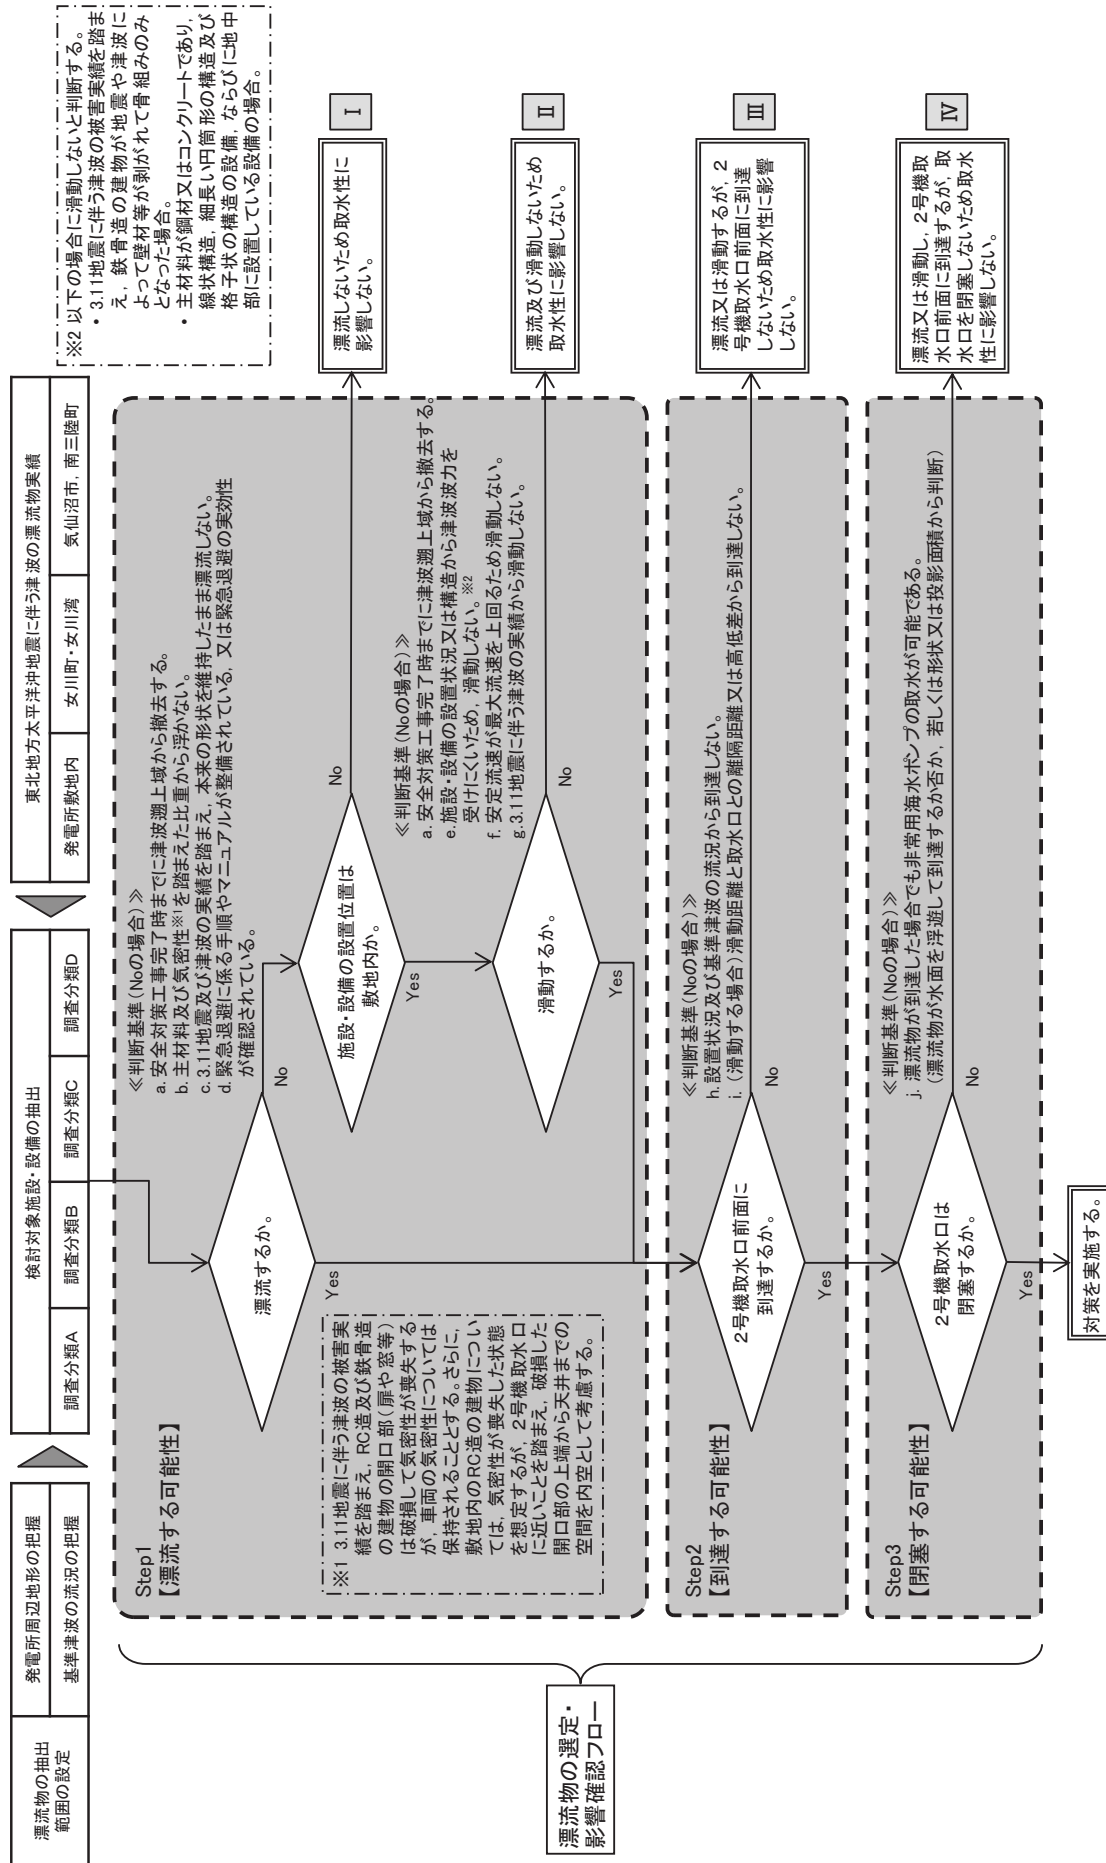 漂流物の抽出
範囲の設定
発電所周辺地形の把握
基準津波の流況の把握
検討対象施設・設備の抽出
調査分類A
調査分類B
調査分類C
調査分類D
東北地方太平洋沖地震に伴う津波の漂流物実績
発電所敷地内
女川町・女川湾
気仙沼市，南三陸町
※2 以下の場合に滑動しないと判断する。
・3.11地震に伴う津波の被害実績を踏ま
え，鉄骨造の建物が地震や津波に
よって壁材等が剥がれて骨組みのみ
となった場合。
・主材料が鋼材又はコンクリートであり，
線状構造，細長い円筒形の構造及び
格子状の構造の設備，ならびに地中
部に設置している設備の場合。
漂流物の選定・
影響確認フロー
Step1
【漂流する可能性】
漂流するか。
Yes
No
≪判断基準(Noの場合)≫
a. 安全対策工事完了時までに津波遡上域から撤去する。
b. 主材料及び気密性※1を踏まえた比重から浮かない。
c. 3.11地震及び津波の実績を踏まえ，本来の形状を維持したまま漂流しない。
d. 緊急退避に係る手順やマニュアルが整備されている，又は緊急退避の実効性
が確認されている。
※1 3.11地震に伴う津波の被害実
績を踏まえ，RC造及び鉄骨造
の建物の開口部(扉や窓等)
は破損して気密性が喪失する
が，車両の気密性については
保持されることとする。さらに，
敷地内のRC造の建物につい
ては，気密性が喪失した状態
を想定するが，2号機取水口
に近いことを踏まえ，破損した
開口部の上端から天井までの
空間を内空として考慮する。
施設・設備の設置位置は
敷地内か。
Yes
No
漂流しないため取水性に
影響しない。
Ⅰ
≪判断基準(Noの場合)≫
a. 安全対策工事完了時までに津波遡上域から撤去する。
e. 施設・設備の設置状況又は構造から津波波力を
受けにくいため，滑動しない。※2
f. 安定流速が最大流速を上回るため滑動しない。
g.3.11地震に伴う津波の実績から滑動しない。
滑動するか。
Yes
No
漂流及び滑動しないため
取水性に影響しない。
Ⅱ
Step2
【到達する可能性】
2号機取水口前面に
到達するか。
Yes
No
≪判断基準(Noの場合)≫
h. 設置状況及び基準津波の流況から到達しない。
i. （滑動する場合）滑動距離と取水口との離隔距離又は高低差から到達しない。
漂流又は滑動するが，2
号機取水口前面に到達
しないため取水性に影響
しない。
Ⅲ
Step3
【閉塞する可能性】
2号機取水口は
閉塞するか。
Yes
No
≪判断基準(Noの場合)≫
j. 漂流物が到達した場合でも非常用海水ポンプの取水が可能である。
(漂流物が水面を浮遊して到達するか否か，若しくは形状又は投影面積から判断)
漂流又は滑動し，2号機取
水口前面に到達するが，取
水口を閉塞しないため取水
性に影響しない。
Ⅳ
対策を実施する。